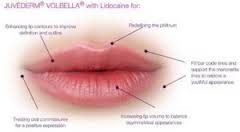 JUVÉDERM® VOLBELLA® with Lidocaine for:
Enhancing lip contours to improve
definition and outline
Redefining the philtrum
Fill bar code lines and
support the marionette
lines to restore a
youthful appearance
Treating oral commissures
for a positive expression
Increasing lip volume to balance
asymmetrical appearances